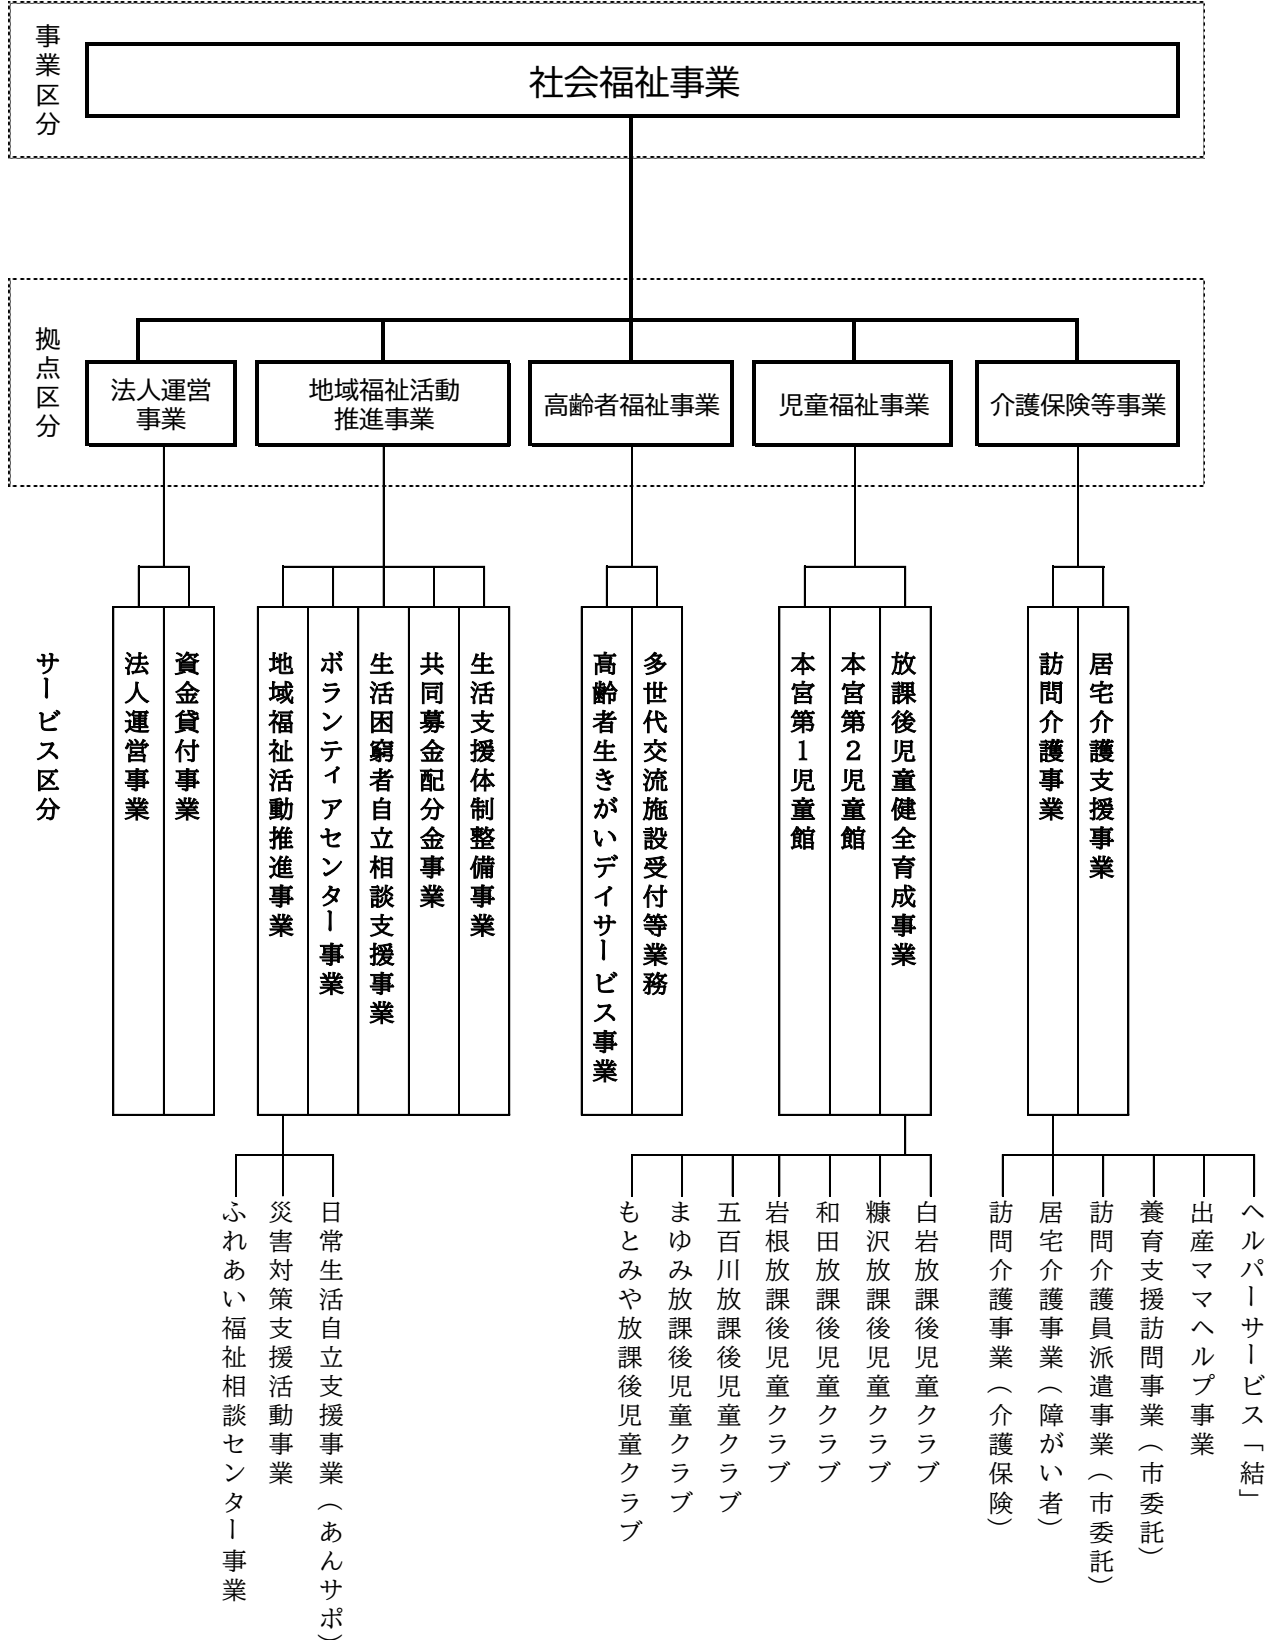 事業区分
社会福祉事業
拠点区分
法人運営
事業
地域福祉活動
推進事業
高齢者福祉事業
児童福祉事業
介護保険等事業
サービス区分
法人運営事業
資金貸付事業
地域福祉活動推進事業
ボランティアセンター事業
生活困窮者自立相談支援事業
共同募金配分金事業
生活支援体制整備事業
高齢者生きがいデイサービス事業
多世代交流施設受付等業務
本宮第1児童館
本宮第2児童館
放課後児童健全育成事業
訪問介護事業
居宅介護支援事業
ふれあい福祉相談センター事業
災害対策支援活動事業
日常生活自立支援事業(あんサポ)
もとみや放課後児童クラブ
まゆみ放課後児童クラブ
五百川放課後児童クラブ
岩根放課後児童クラブ
和田放課後児童クラブ
糠沢放課後児童クラブ
白岩放課後児童クラブ
訪問介護事業(介護保険)
居宅介護事業(障がい者)
訪問介護員派遣事業(市委託)
養育支援訪問事業(市委託)
出産ママヘルプ事業
ヘルパーサービス「結」